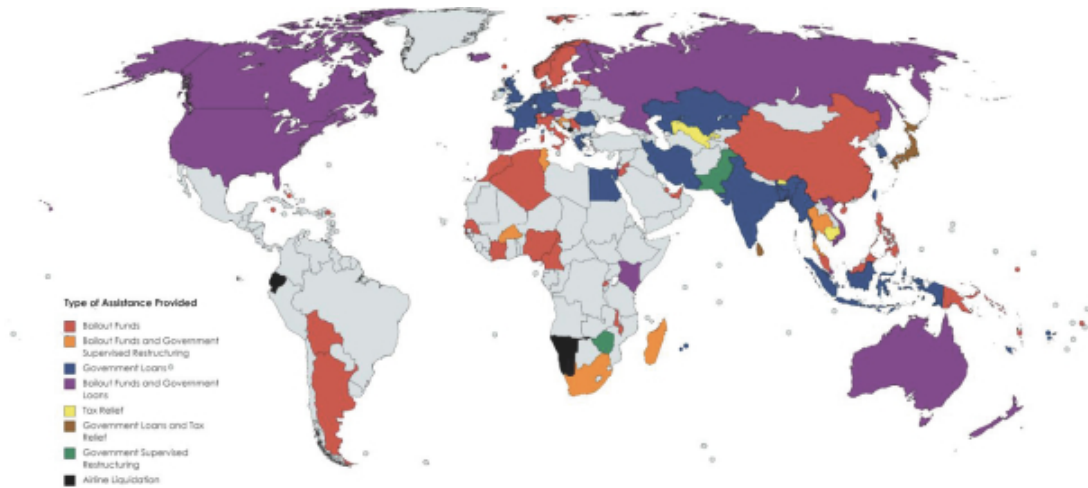 Type of Assistance Provided
Bailout Funds
Bailout Funds and Government
Supervised Restructuring
Government Loans
Bailout Funds and Government
Loans
Tax Relief
Government Loans and Tax
Relief
Government Supervised
Restructuring
Airline Liquidation